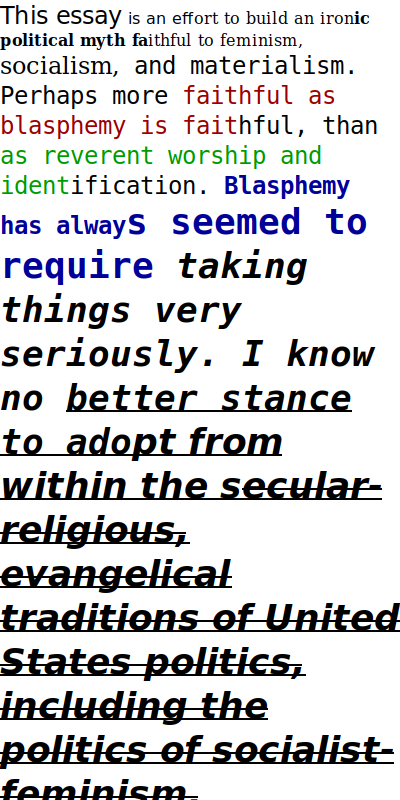 This essay is an effort to build an ironic
political myth faithful to feminism,
socialism, and materialism.
Perhaps more faithful as
blasphemy is faithful, than
as reverent worship and
identification. Blasphemy
has always seemed to
require taking
things very
seriously. I know
no better stance
to adopt from
within the secular-
religious,
evangelical
traditions of United
States politics,
including the
politics of socialist-
feminism.